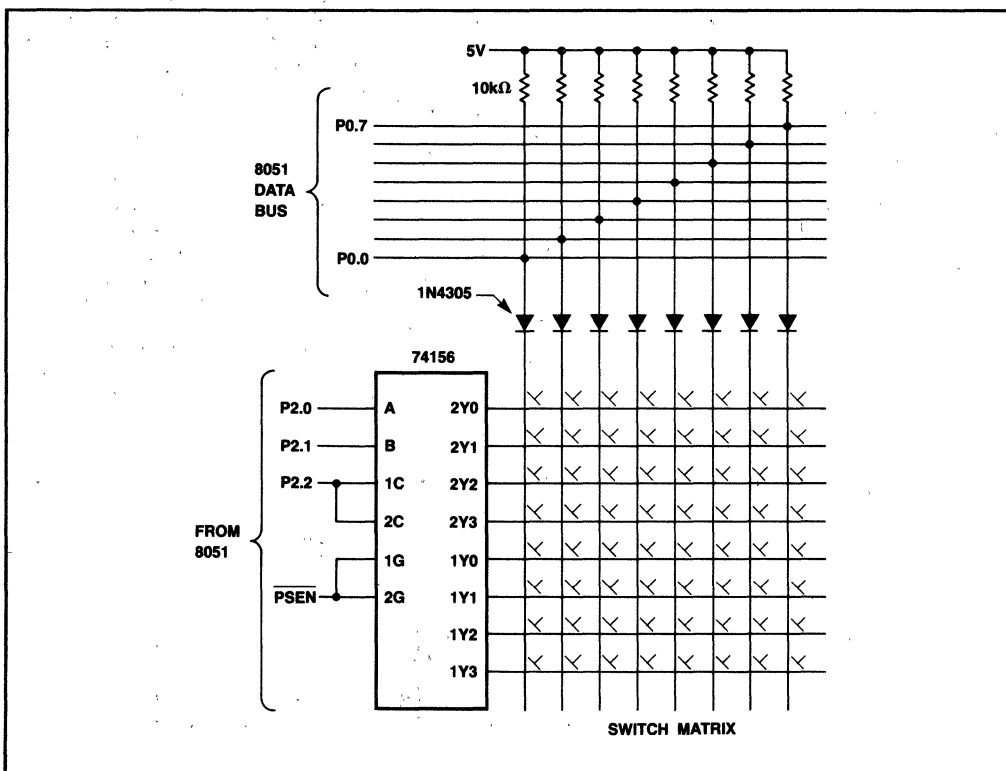 5V
10kΩ
P0.7
8051
DATA
BUS
P0.0
1N4305
74156
P2.0 A 2Y0
P2.1 B 2Y1
P2.2 1C 2Y2
2C 2Y3
FROM
8051
1G 1Y0
PSEN 2G 1Y1
1Y2
1Y3
SWITCH MATRIX